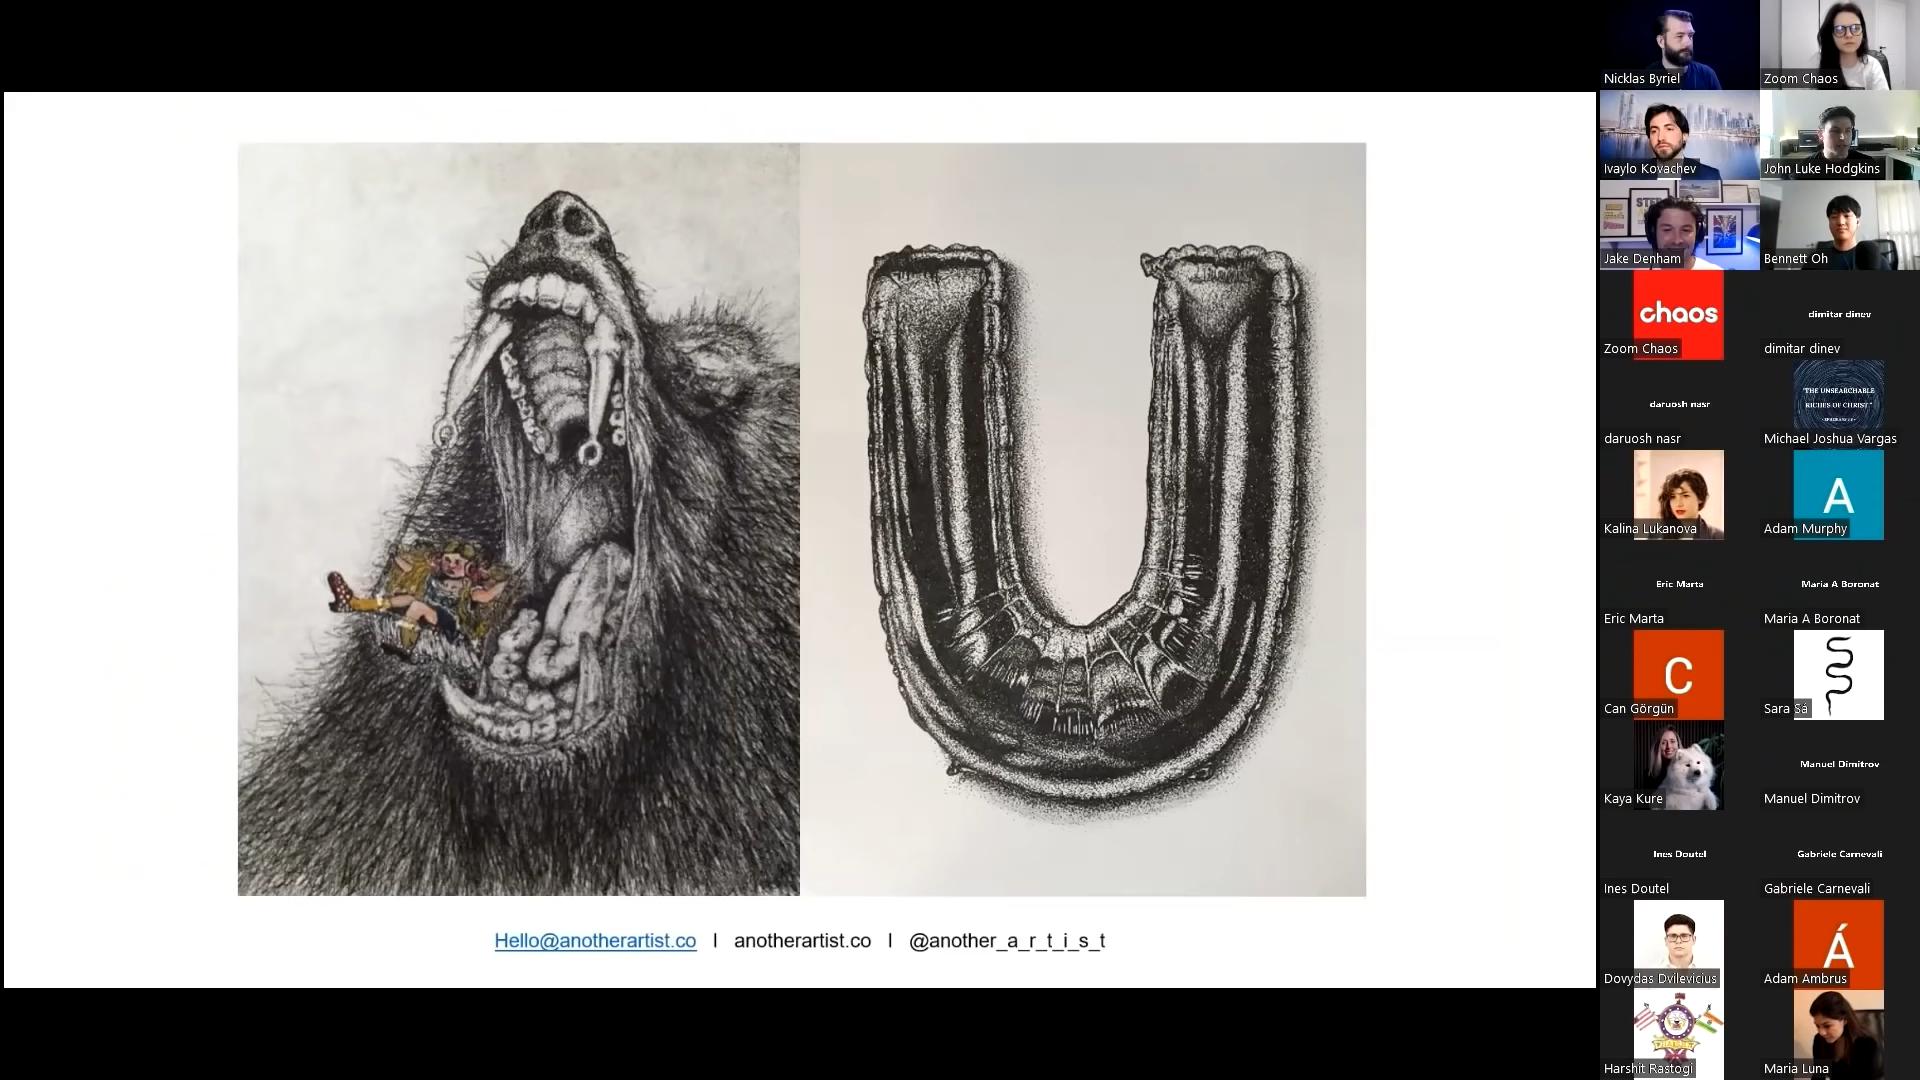 Hello@anotherartist.co | anotherartist.co | @another_a_r_t_i_s_t
Nicklas Byriel
Zoom Chaos
Ivaylo Kovachev
John Luke Hodgkins
Jake Denham
Bennett Oh
chaos
Zoom Chaos
dimitar dinev
dimitar dinev
daruosh nasr
daruosh nasr
"THE UNSEARCHABLE
RICHES OF CHRIST."
Michael Joshua Vargas
Kalina Lukanova
A
Adam Murphy
Eric Marta
Eric Marta
Maria A Boronat
Maria A Boronat
C
Can Görgün
Sara Sá
Kaya Kure
Manuel Dimitrov
Manuel Dimitrov
Ines Doutel
Ines Doutel
Gabriele Carnevali
Gabriele Carnevali
Dovydas Dvilevicius
Á
Adam Ambrus
Harshit Rastogi
Maria Luna